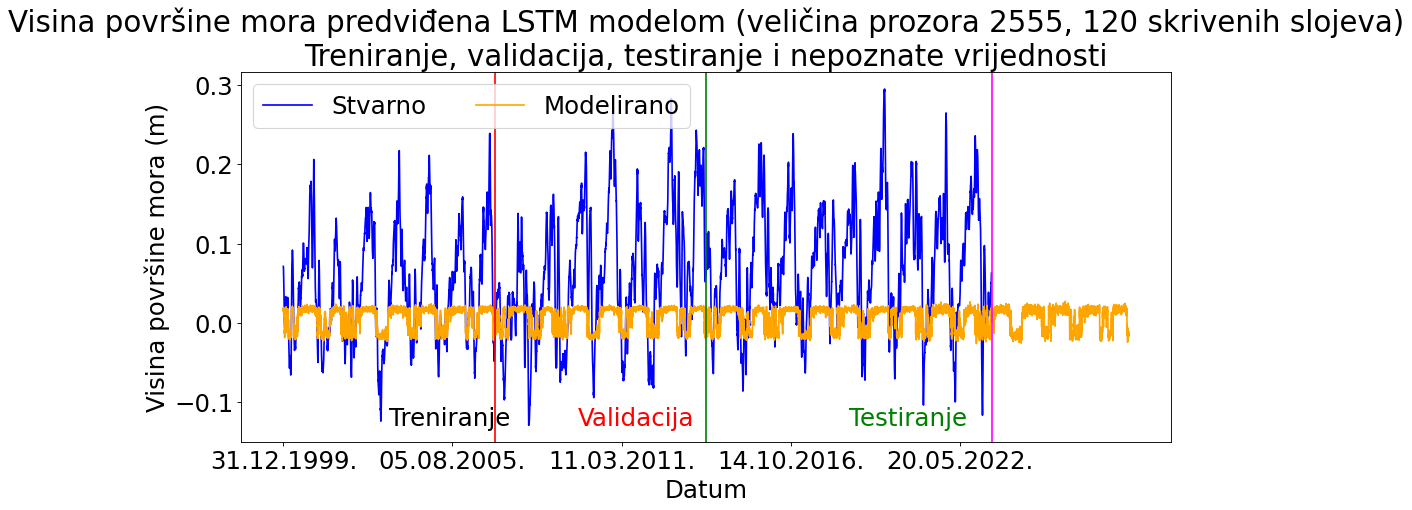 Visina površine mora predviđena LSTM modelom (veličina prozora 2555, 120 skrivenih slojeva)
Treniranje, validacija, testiranje i nepoznate vrijednosti
Stvarno Modelirano
Visina površine mora (m)
0.3
0.2
0.1
0.0
−0.1
Treniranje Validacija Testiranje
31.12.1999. 05.08.2005. 11.03.2011. 14.10.2016. 20.05.2022.
Datum